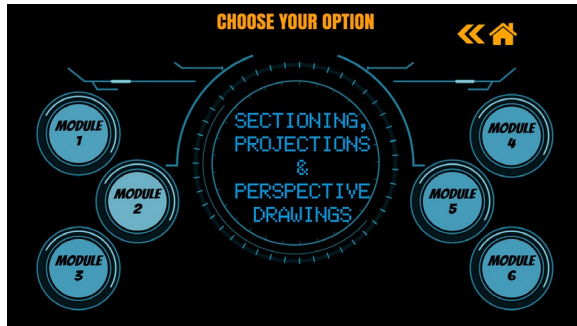 CHOOSE YOUR OPTION
SECTIONING,
PROJECTIONS
&
PERSPECTIVE
DRAWINGS
MODULE
1
MODULE
2
MODULE
3
MODULE
4
MODULE
5
MODULE
6